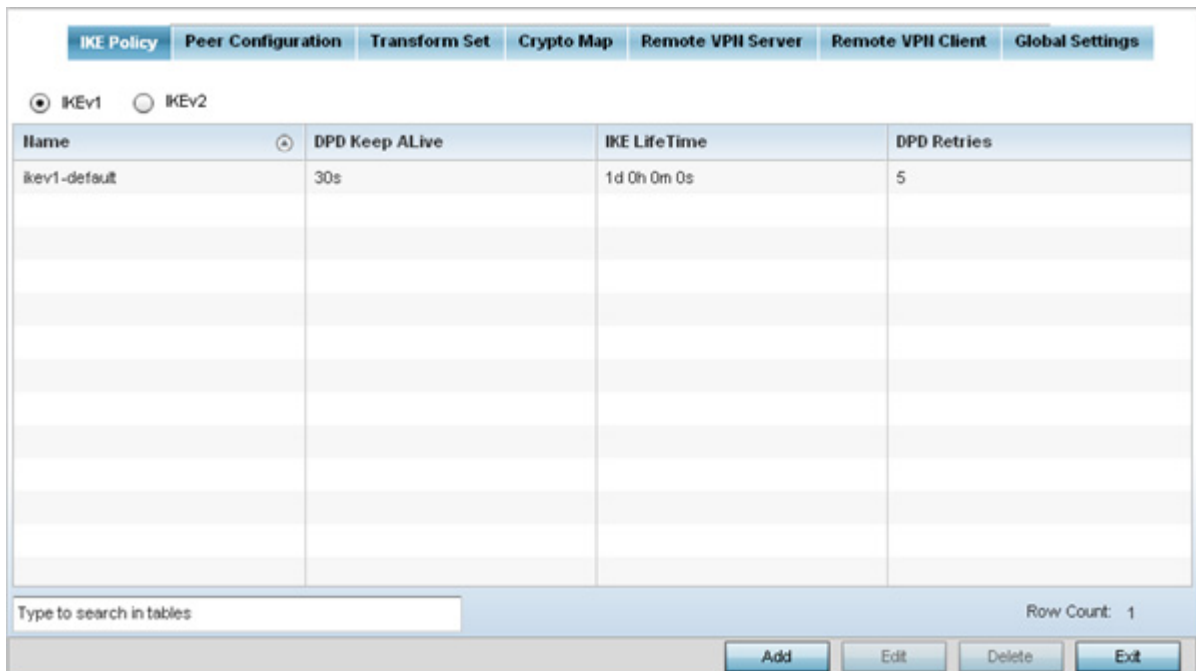 IKE Policy Peer Configuration Transform Set Crypto Map Remote VPN Server Remote VPN Client Global Settings
IKEv1 IKEv2
Name DPD Keep ALive IKE LifeTime DPD Retries
ikev1-default 30s 1d 0h 0m 0s 5
Type to search in tables Row Count: 1
Add Edit Delete Exit